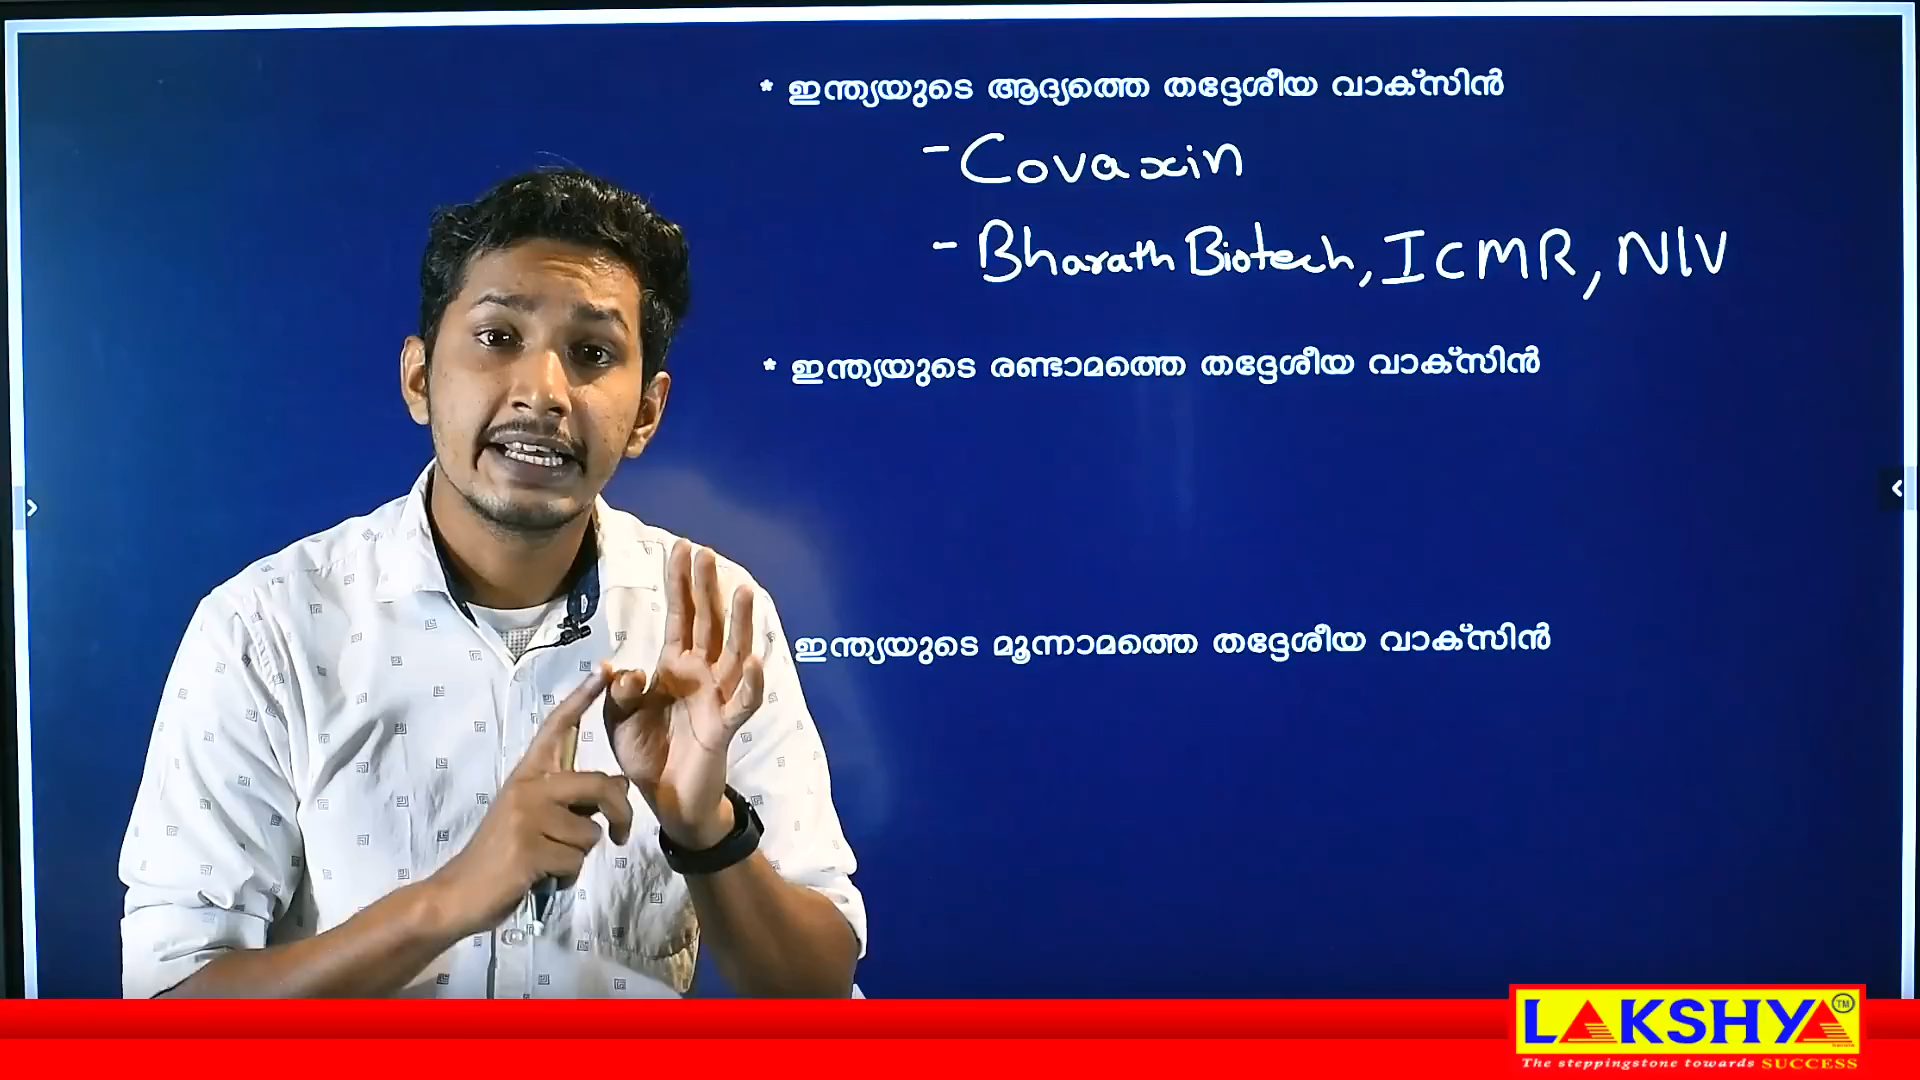 * ഇന്ത്യയുടെ ആദ്യത്തെ തദ്ദേശീയ വാക്സിൻ
- Covaxin
- Bharath Biotech, ICMR, NIV
* ഇന്ത്യയുടെ രണ്ടാമത്തെ തദ്ദേശീയ വാക്സിൻ
ഇന്ത്യയുടെ മൂന്നാമത്തെ തദ്ദേശീയ വാക്സിൻ
LAKSHYA TM
The steppingstone towards SUCCESS